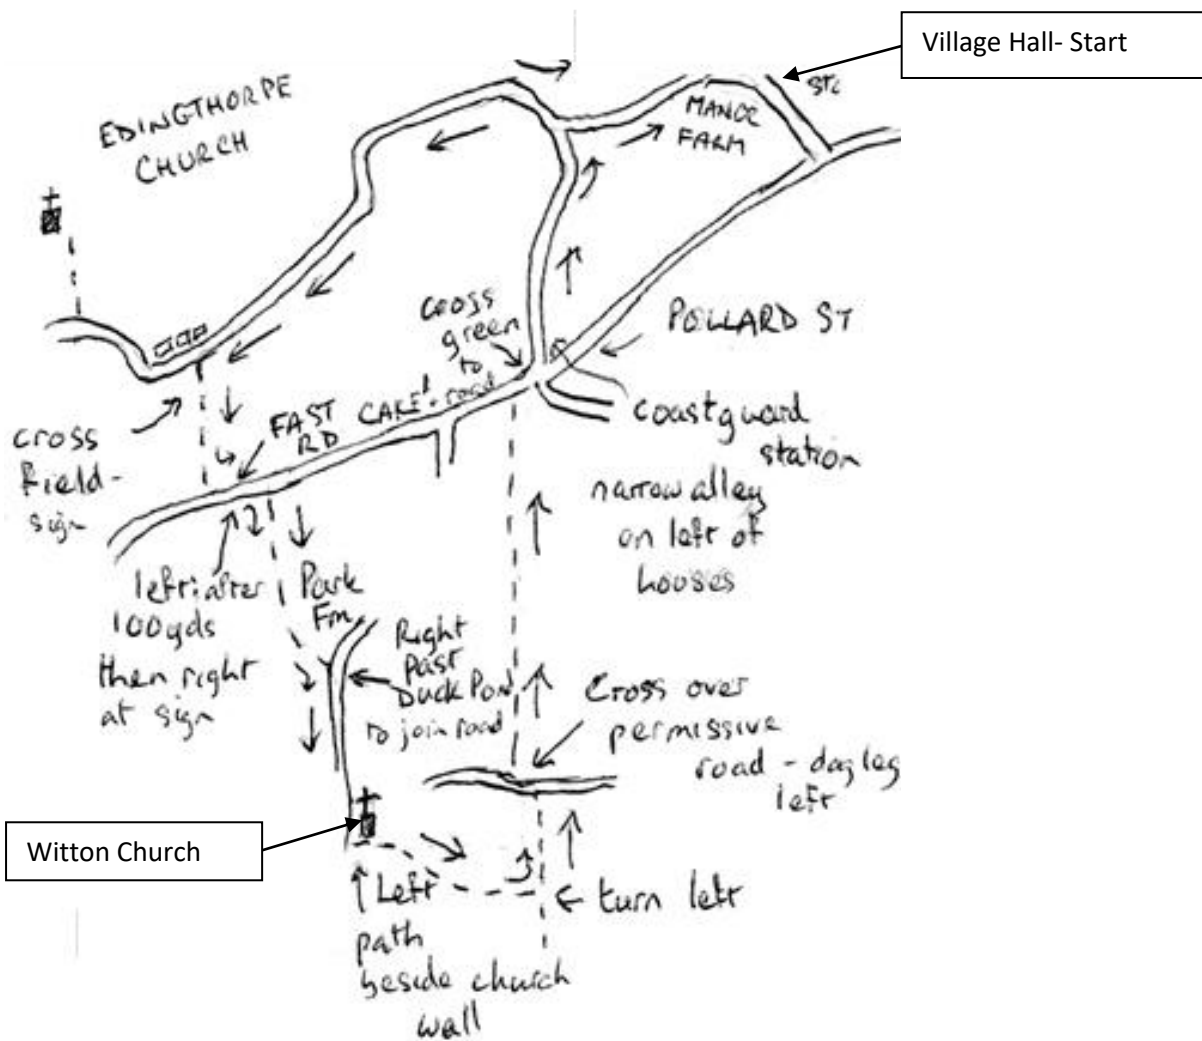 Village Hall- Start
EDINGTHORPE
CHURCH
MANOR
FARM
cross
green
to
road
POLLARD ST
coastguard
station
cross
field-
sign
FAST
RD
CARE!
narrow alley
on left of
houses
left: after
100yds
then right
at sign
Park
Fm
Right
past
DUCK POND
to join road
Cross over
permissive
road - dog leg
left
Witton Church
Left
path
beside church
wall
turn left